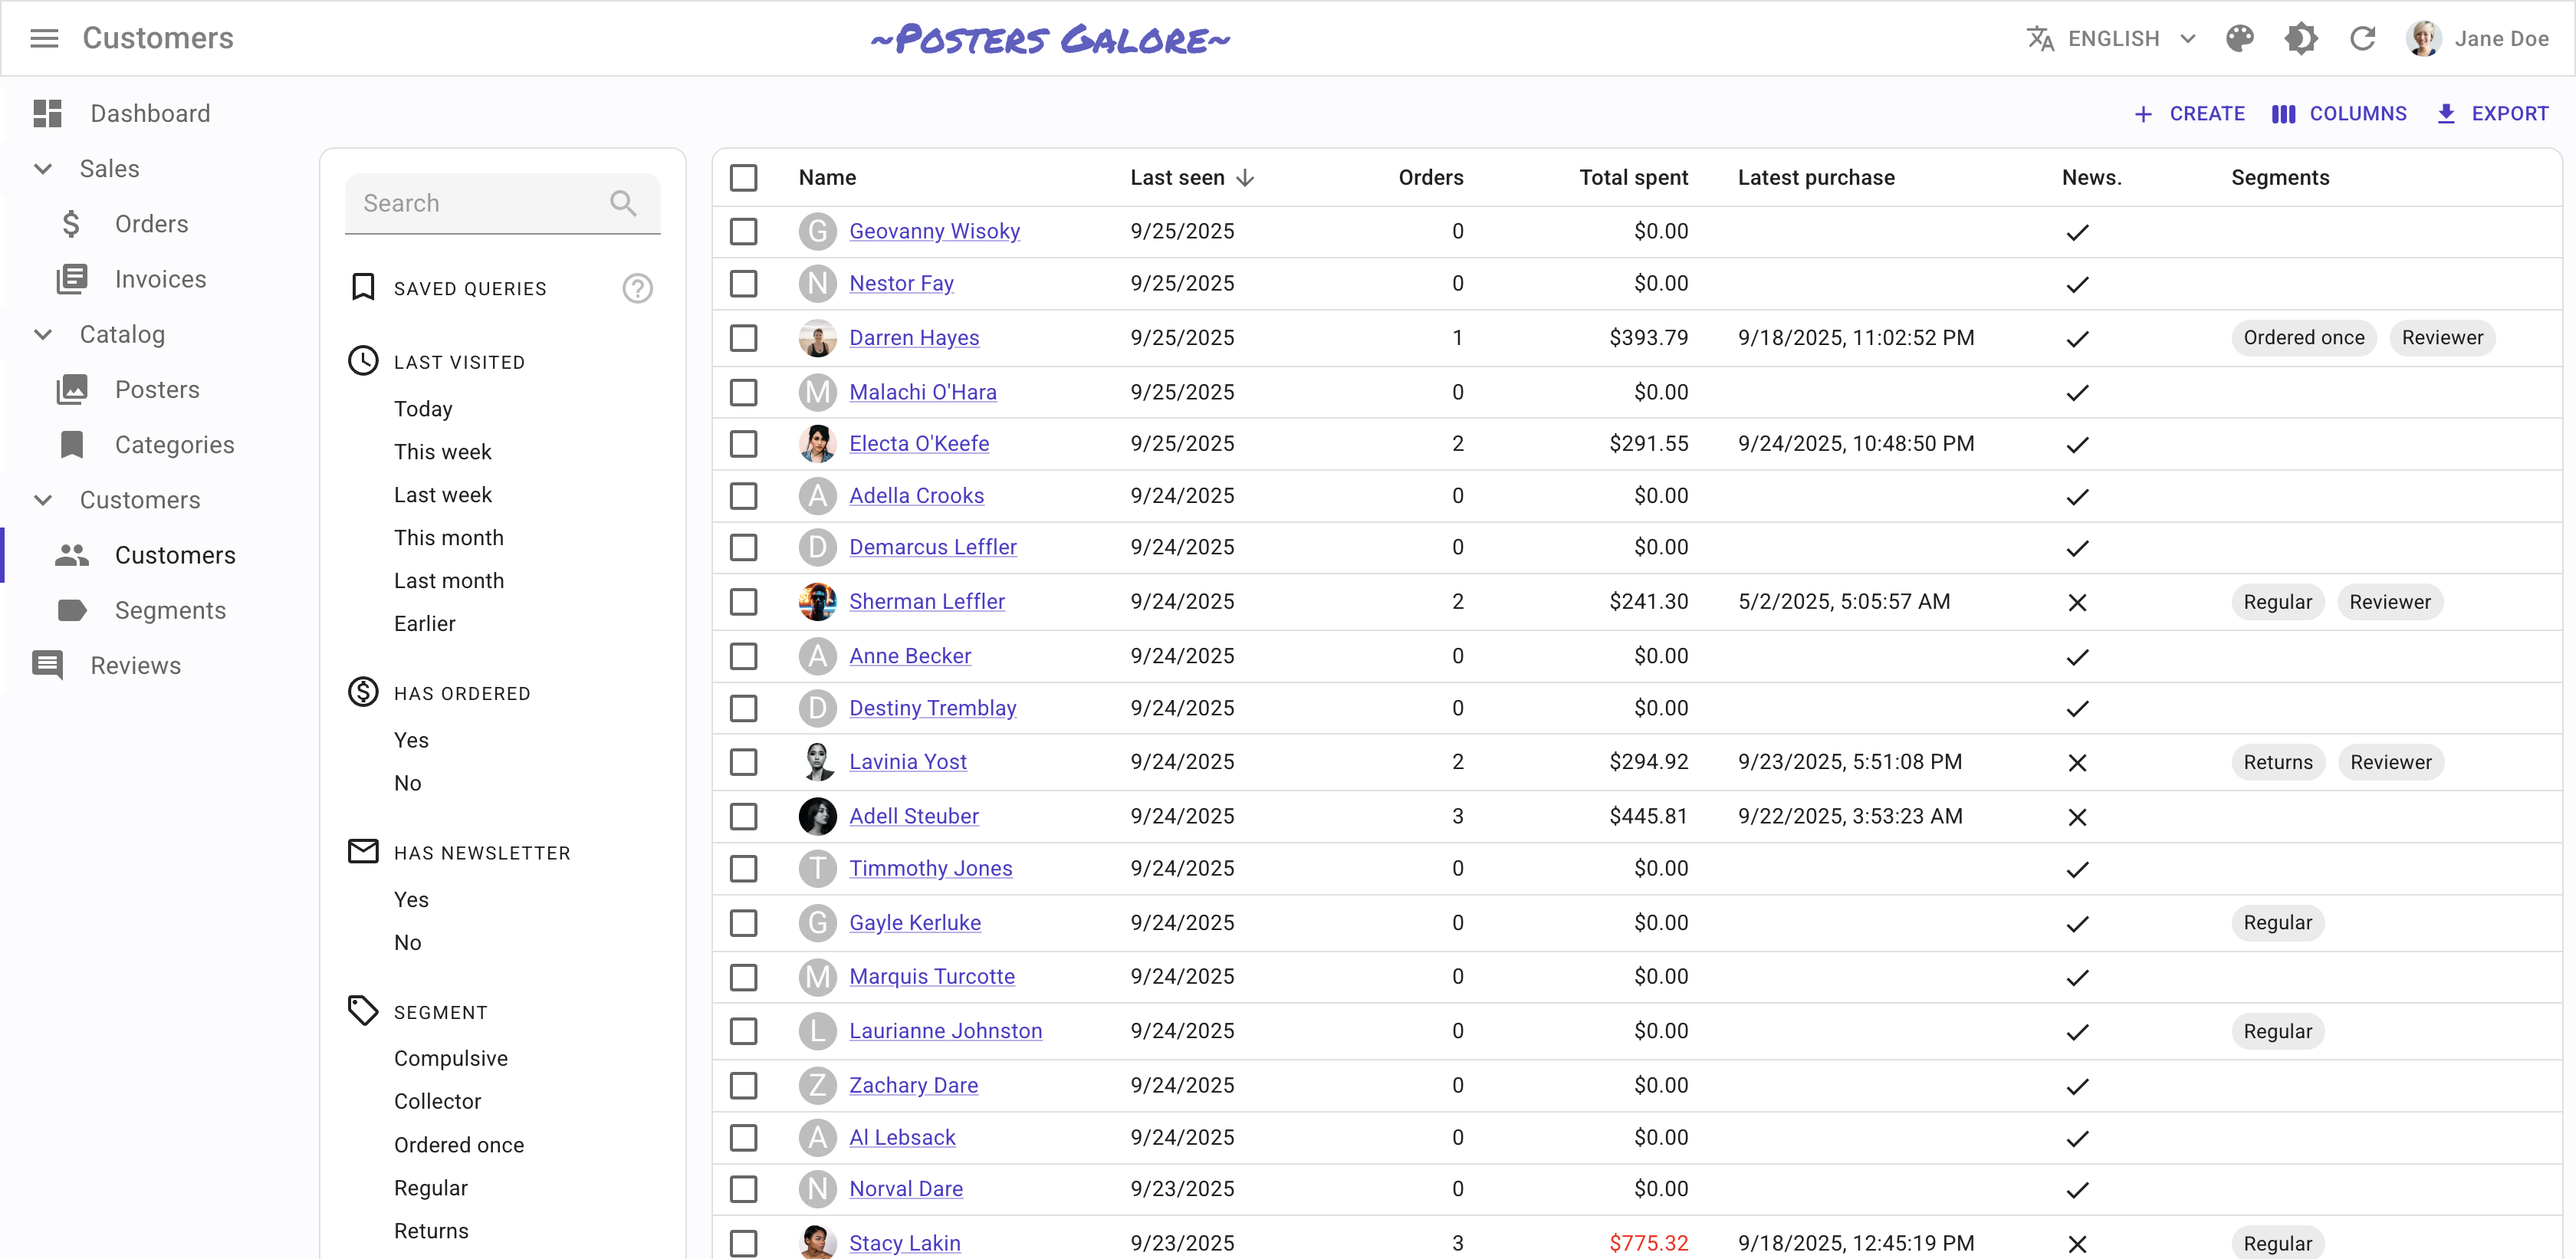 Customers
~Posters Galore~
ENGLISH
Jane Doe
Dashboard
Sales
Orders
Invoices
Catalog
Posters
Categories
Customers
Customers
Segments
Reviews
CREATE
COLUMNS
EXPORT
Search
SAVED QUERIES
?
LAST VISITED
Today
This week
Last week
This month
Last month
Earlier
HAS ORDERED
Yes
No
HAS NEWSLETTER
Yes
No
SEGMENT
Compulsive
Collector
Ordered once
Regular
Returns
Name Last seen Orders Total spent Latest purchase News. Segments
G Geovanny Wisoky 9/25/2025 0 $0.00
N Nestor Fay 9/25/2025 0 $0.00
Darren Hayes 9/25/2025 1 $393.79 9/18/2025, 11:02:52 PM Ordered once Reviewer
M Malachi O'Hara 9/25/2025 0 $0.00
Electa O'Keefe 9/25/2025 2 $291.55 9/24/2025, 10:48:50 PM
A Adella Crooks 9/24/2025 0 $0.00
D Demarcus Leffler 9/24/2025 0 $0.00
Sherman Leffler 9/24/2025 2 $241.30 5/2/2025, 5:05:57 AM Regular Reviewer
A Anne Becker 9/24/2025 0 $0.00
D Destiny Tremblay 9/24/2025 0 $0.00
Lavinia Yost 9/24/2025 2 $294.92 9/23/2025, 5:51:08 PM Returns Reviewer
Adell Steuber 9/24/2025 3 $445.81 9/22/2025, 3:53:23 AM
T Timmothy Jones 9/24/2025 0 $0.00
G Gayle Kerluke 9/24/2025 0 $0.00 Regular
M Marquis Turcotte 9/24/2025 0 $0.00
L Laurianne Johnston 9/24/2025 0 $0.00 Regular
Z Zachary Dare 9/24/2025 0 $0.00
A Al Lebsack 9/24/2025 0 $0.00
N Norval Dare 9/23/2025 0 $0.00
Stacy Lakin 9/23/2025 3 $775.32 9/18/2025, 12:45:19 PM Regular